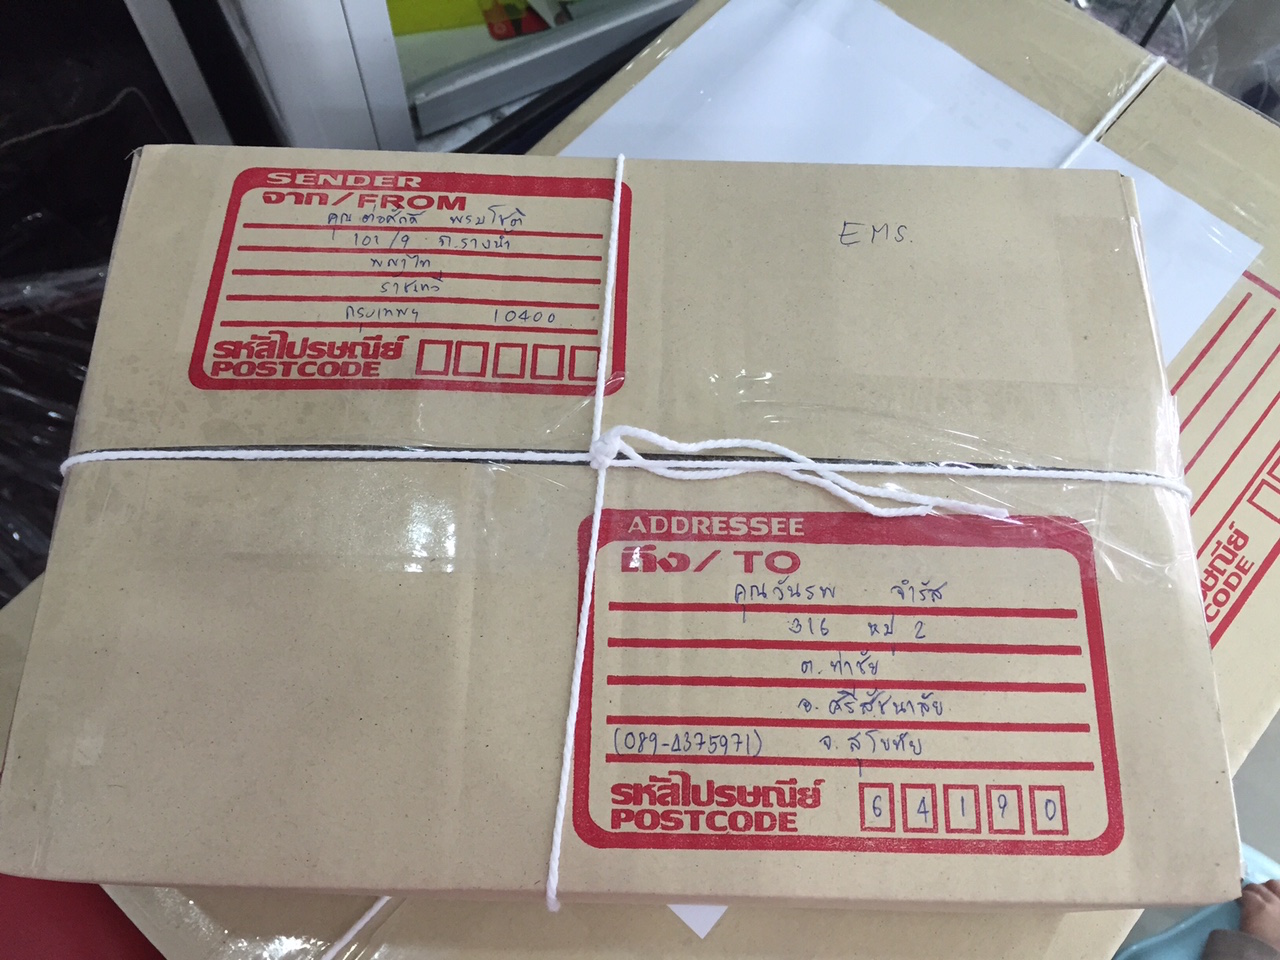 SENDER
จาก/FROM
คุณ ต่อศักดิ์ พรมโชติ
101/9 ถ.รางน้ำ
พญาไท
ราชเทวี
กรุงเทพฯ 10400
รหัสไปรษณีย์
POSTCODE
EMS.
ADDRESSEE
ถึง/TO
คุณวันรพ จำรัส
316 หมู่ 2
ต.ท่าชัย
อ.ศรีสัชนาลัย
(089-4375971) จ.สุโขทัย
รหัสไปรษณีย์
POSTCODE
64190
CODE